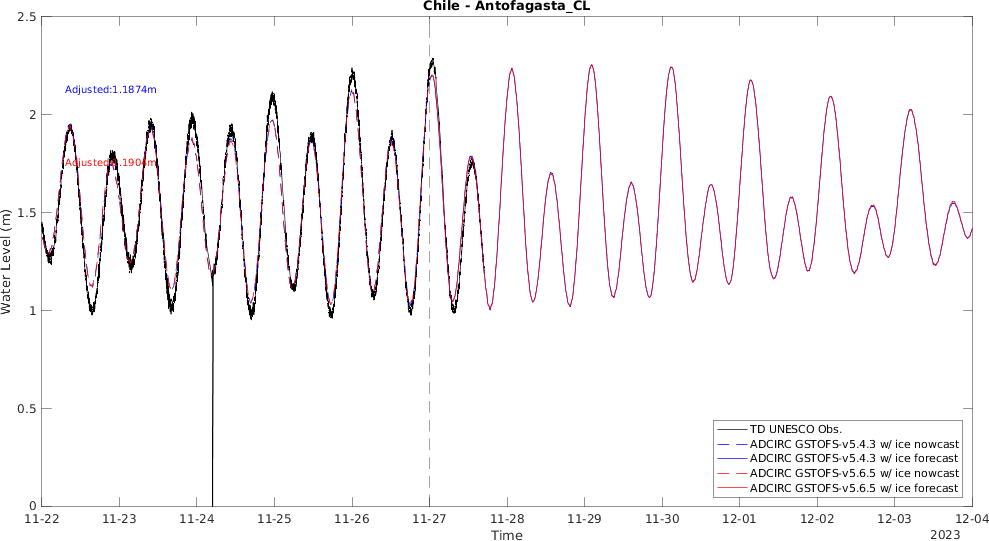 Chile - Antofagasta_CL
2.5
2
1.5
1
0.5
0
Water Level (m)
Adjusted:1.1874m
Adjusted:1.1904m
TD UNESCO Obs.
ADCIRC GSTOFS-v5.4.3 w/ ice nowcast
ADCIRC GSTOFS-v5.4.3 w/ ice forecast
ADCIRC GSTOFS-v5.6.5 w/ ice nowcast
ADCIRC GSTOFS-v5.6.5 w/ ice forecast
11-22 11-23 11-24 11-25 11-26 11-27 11-28 11-29 11-30 12-01 12-02 12-03 12-04
Time
2023